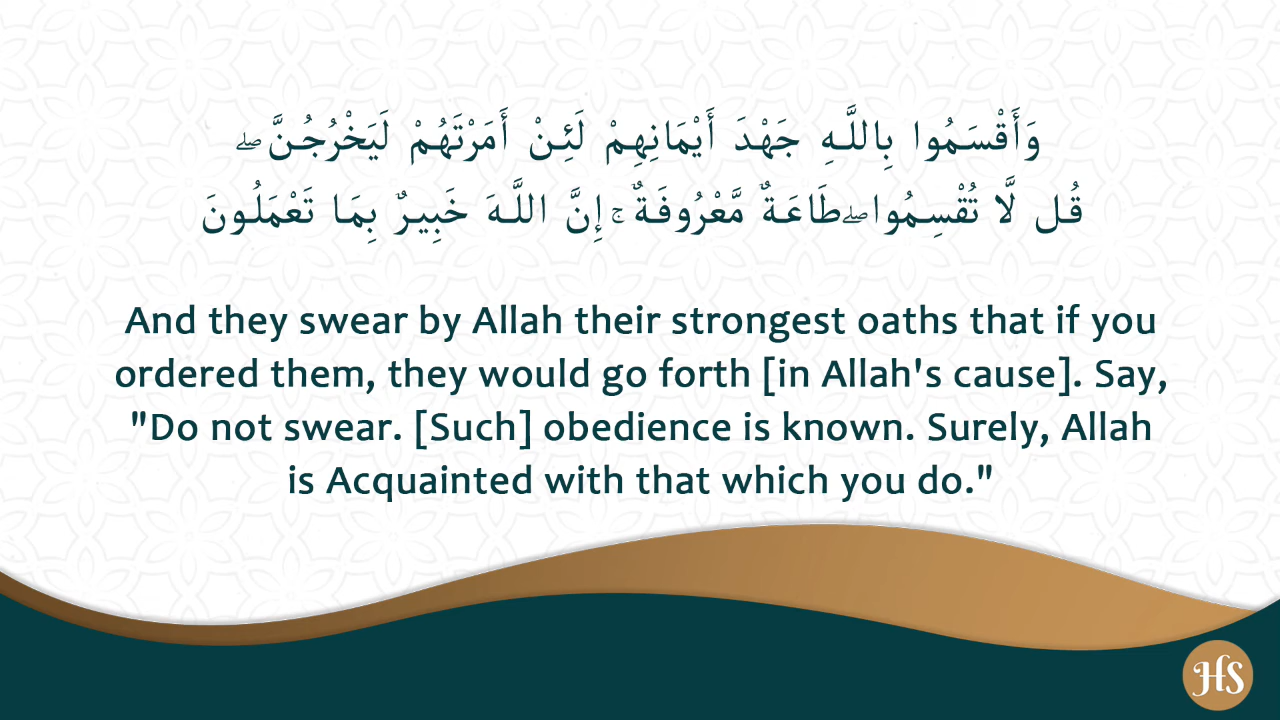 وَأَقْسَمُوا بِاللَّـهِ جَهْدَ أَيْمَانِهِمْ لَئِنْ أَمَرْتَهُمْ لَيَخْرُجُنَّ ۖ
قُل لَّا تُقْسِمُوا ۖ طَاعَةٌ مَّعْرُوفَةٌ ۚ إِنَّ اللَّـهَ خَبِيرٌ بِمَا تَعْمَلُونَ
And they swear by Allah their strongest oaths that if you
ordered them, they would go forth [in Allah's cause]. Say,
"Do not swear. [Such] obedience is known. Surely, Allah
is Acquainted with that which you do."
HS